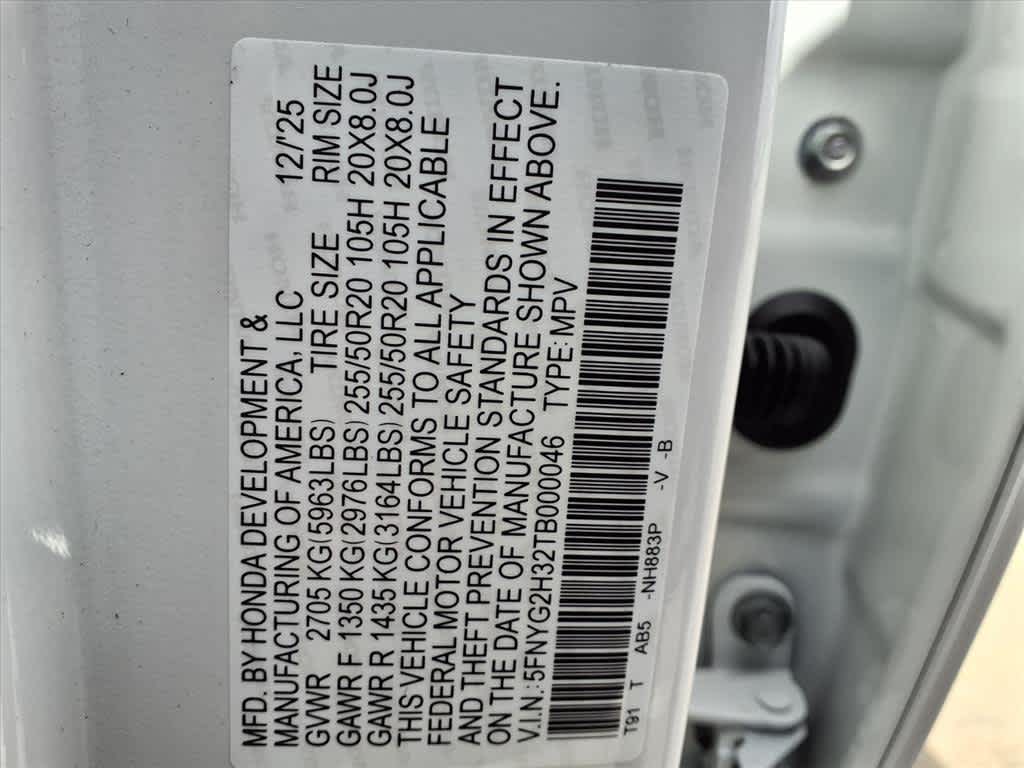 MFD. BY HONDA DEVELOPMENT &
MANUFACTURING OF AMERICA, LLC 12/'25
GVWR 2705 KG(5963LBS) TIRE SIZE RIM SIZE
GAWR F 1350 KG(2976LBS) 255/50R20 105H 20X8.0J
GAWR R 1435 KG(3164LBS) 255/50R20 105H 20X8.0J
THIS VEHICLE CONFORMS TO ALL APPLICABLE
FEDERAL MOTOR VEHICLE SAFETY
AND THEFT PREVENTION STANDARDS IN EFFECT
ON THE DATE OF MANUFACTURE SHOWN ABOVE.
V.I.N.:5FNYG2H32TB000046 TYPE:MPV
T91 T AB5 -NH883P -V -B